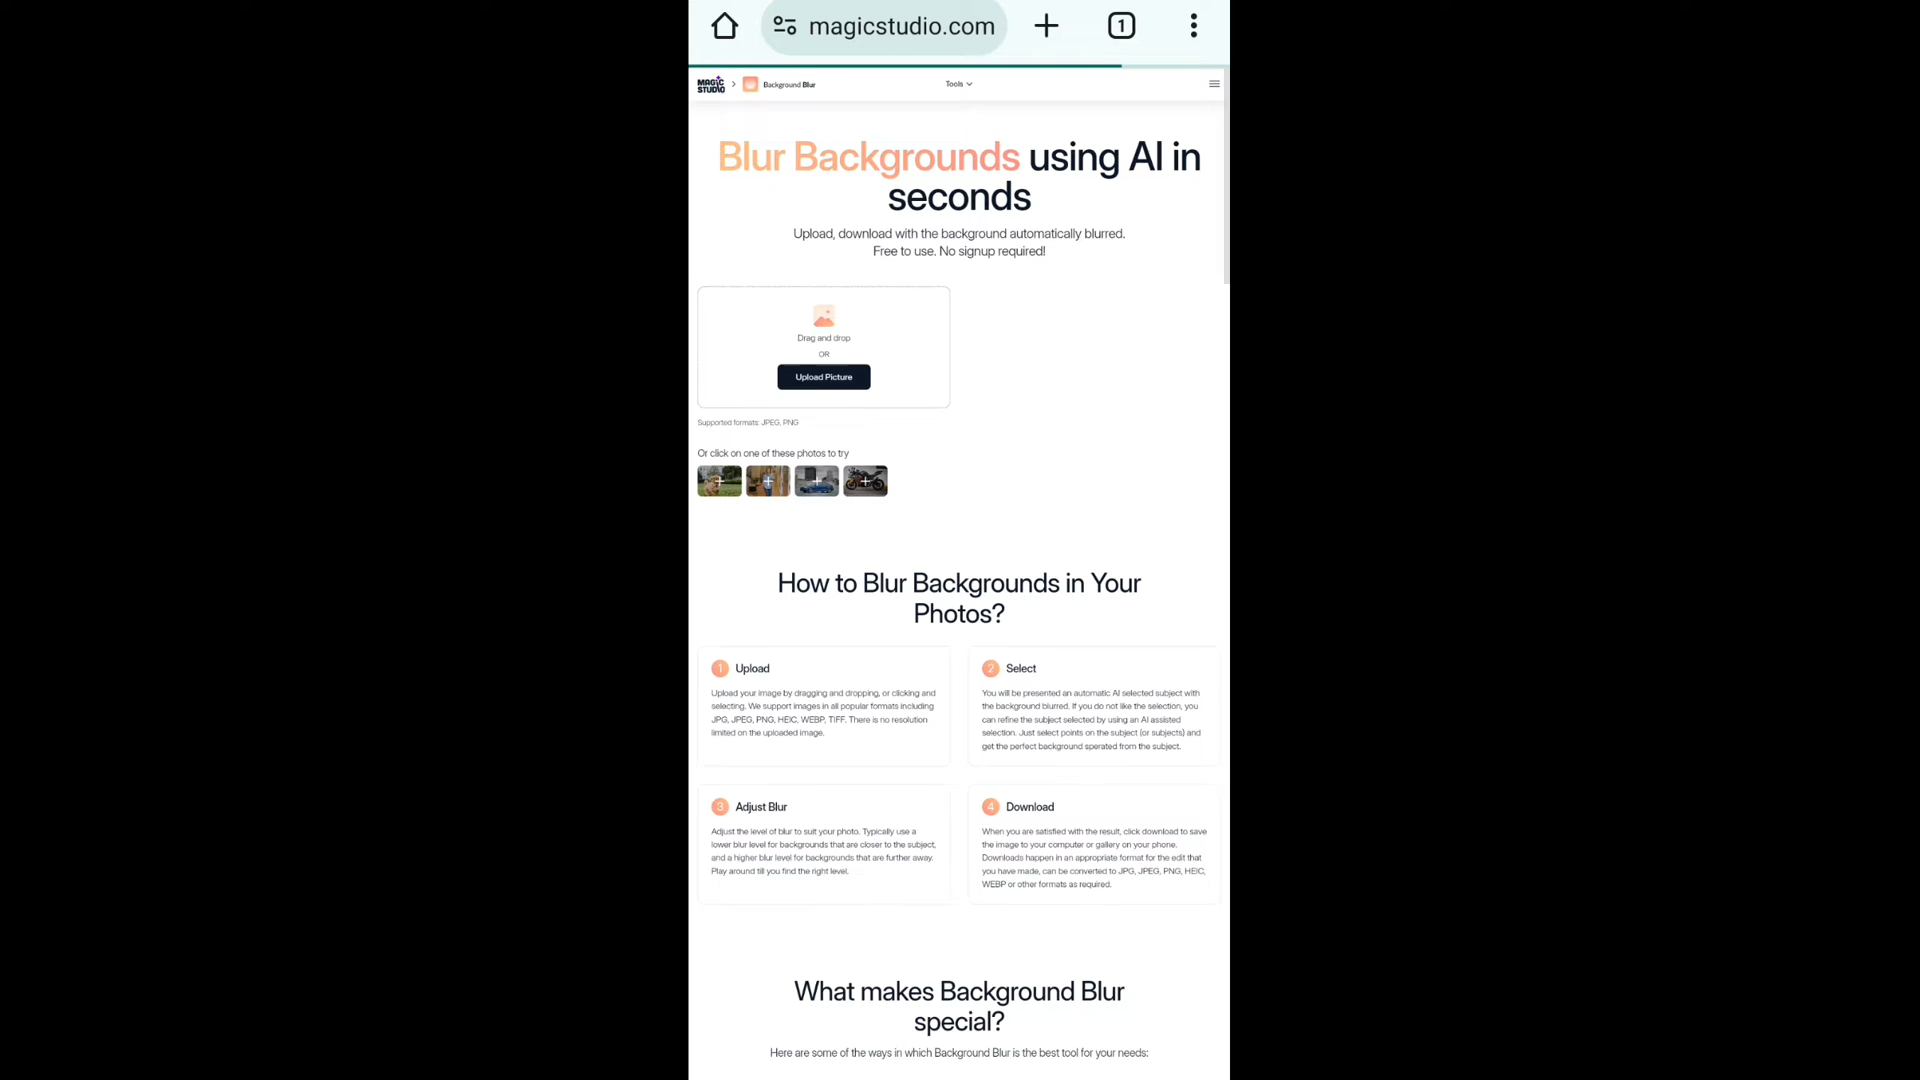 magicstudio.com
1
MAGiC
STUDIO
Background Blur
Tools
Blur Backgrounds using AI in
seconds
Upload, download with the background automatically blurred.
Free to use. No signup required!
Drag and drop
OR
Upload Picture
Supported formats: JPEG, PNG
Or click on one of these photos to try
How to Blur Backgrounds in Your
Photos?
1 Upload
Upload your image by dragging and dropping, or clicking and
selecting. We support images in all popular formats including
JPG, JPEG, PNG, HEIC, WEBP, TIFF. There is no resolution
limited on the uploaded image.
2 Select
You will be presented an automatic AI selected subject with
the background blurred. If you do not like the selection, you
can refine the subject selected by using an AI assisted
selection. Just select points on the subject (or subjects) and
get the perfect background sperated from the subject.
3 Adjust Blur
Adjust the level of blur to suit your photo. Typically use a
lower blur level for backgrounds that are closer to the subject,
and a higher blur level for backgrounds that are further away.
Play around till you find the right level.
4 Download
When you are satisfied with the result, click download to save
the image to your computer or gallery on your phone.
Downloads happen in an appropriate format for the edit that
you have made, can be converted to JPG, JPEG, PNG, HEIC,
WEBP or other formats as required.
What makes Background Blur
special?
Here are some of the ways in which Background Blur is the best tool for your needs: